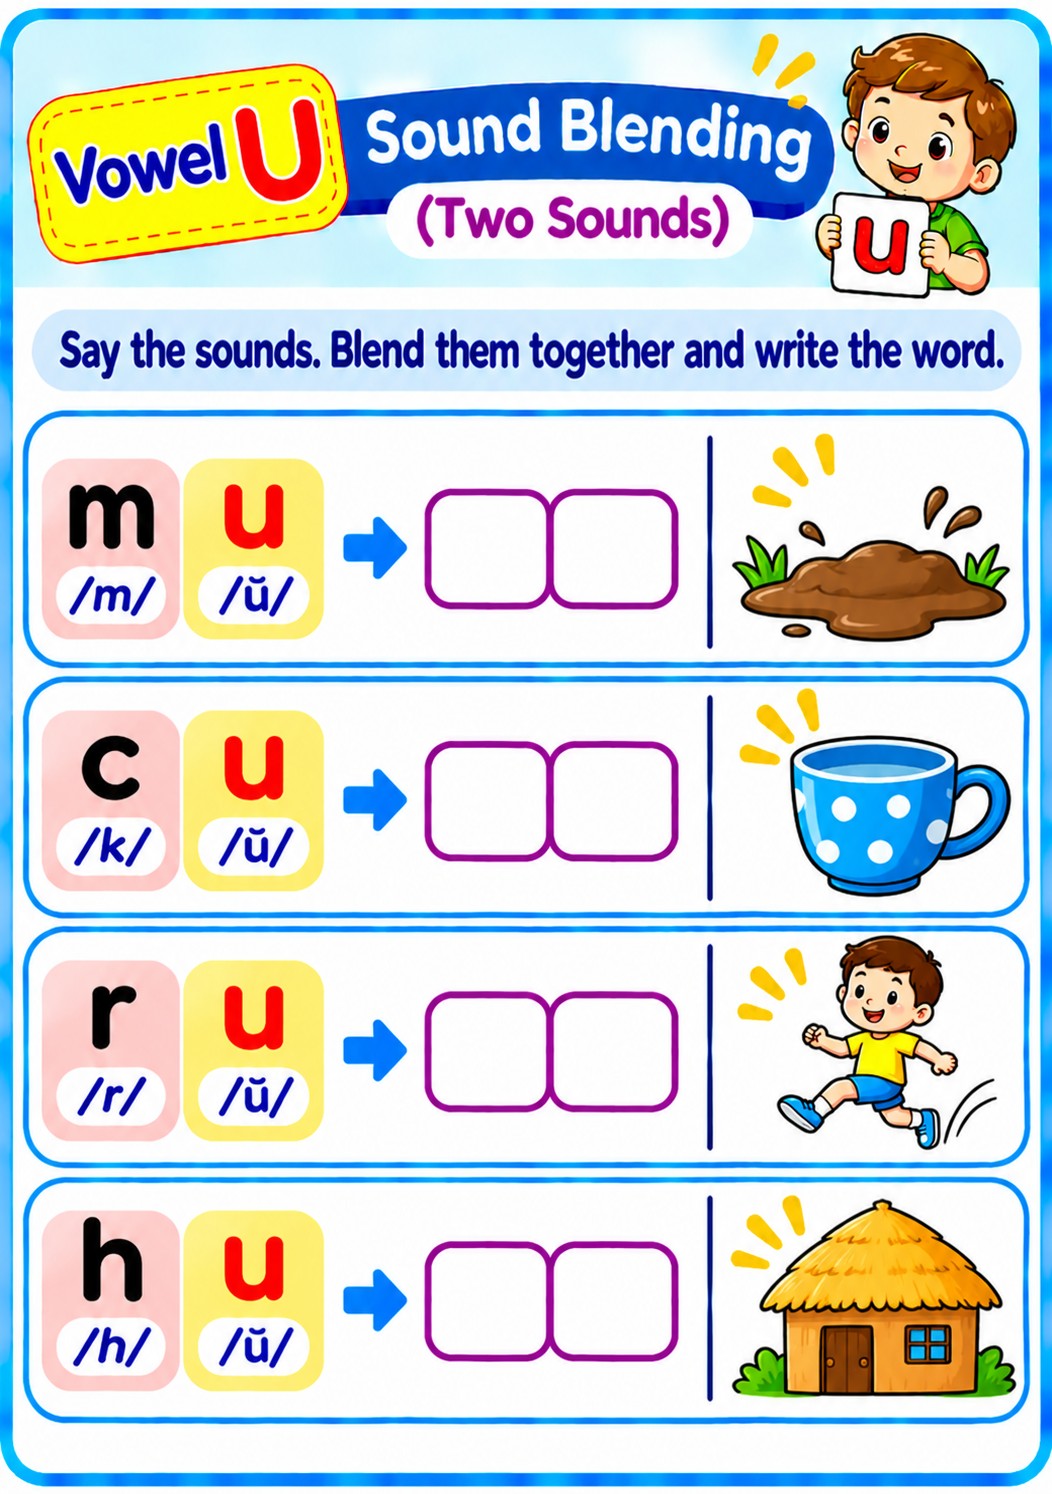 Vowel U
Sound Blending
(Two Sounds)
u
Say the sounds. Blend them together and write the word.
m u
/m/ /ŭ/
c u
/k/ /ŭ/
r u
/r/ /ŭ/
h u
/h/ /ŭ/